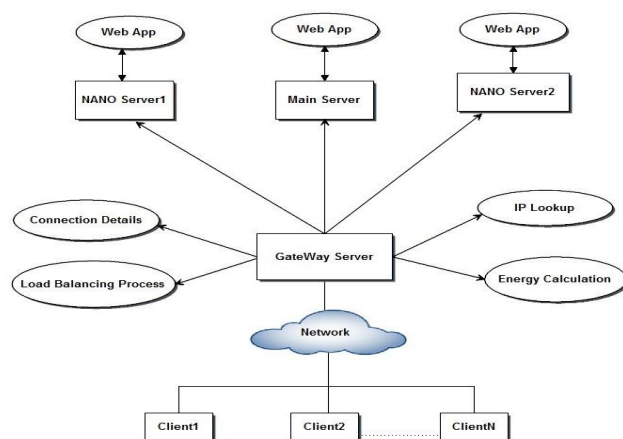 Web App
Web App
Web App
NANO Server1
Main Server
NANO Server2
Connection Details
IP Lookup
GateWay Server
Load Balancing Process
Energy Calculation
Network
Client1
Client2
ClientN